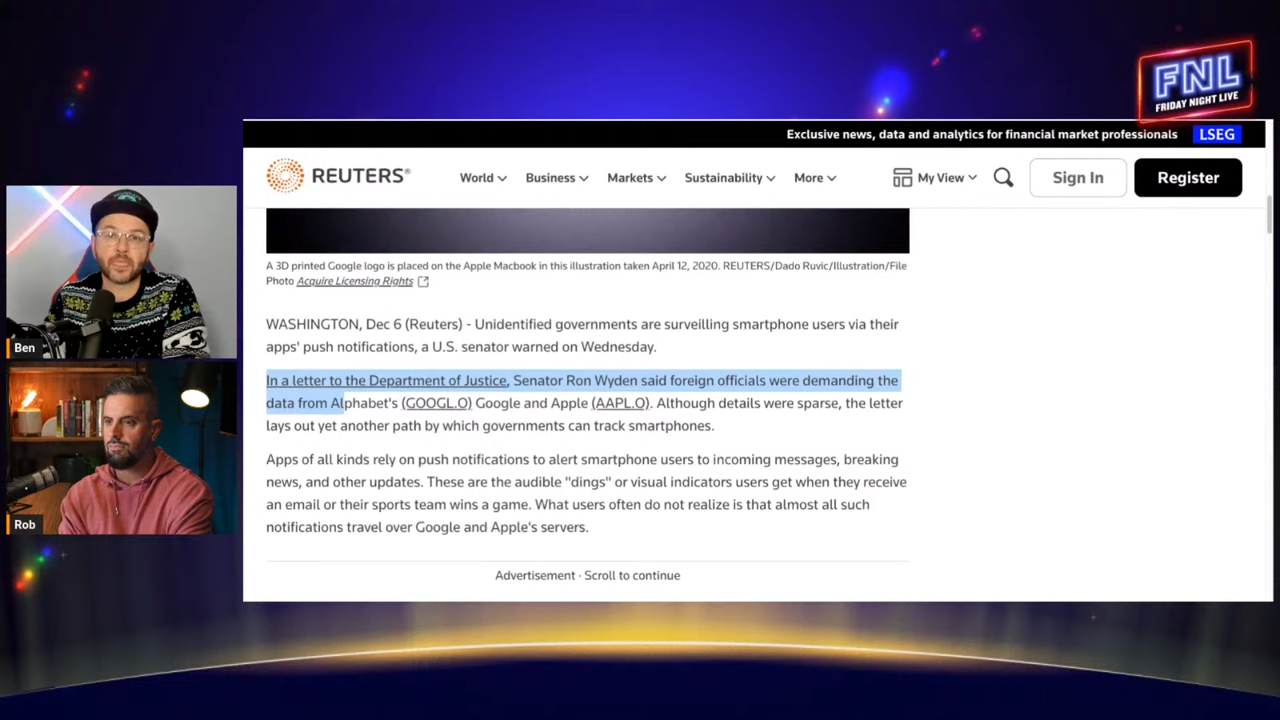 FNL
FRIDAY NIGHT LIVE
Exclusive news, data and analytics for financial market professionals LSEG
REUTERS® World Business Markets Sustainability More My View Sign In Register
A 3D printed Google logo is placed on the Apple Macbook in this illustration taken April 12, 2020. REUTERS/Dado Ruvic/Illustration/File
Photo Acquire Licensing Rights
WASHINGTON, Dec 6 (Reuters) - Unidentified governments are surveilling smartphone users via their
apps' push notifications, a U.S. senator warned on Wednesday.
In a letter to the Department of Justice, Senator Ron Wyden said foreign officials were demanding the
data from Alphabet's (GOOGL.O) Google and Apple (AAPL.O). Although details were sparse, the letter
lays out yet another path by which governments can track smartphones.
Apps of all kinds rely on push notifications to alert smartphone users to incoming messages, breaking
news, and other updates. These are the audible "dings" or visual indicators users get when they receive
an email or their sports team wins a game. What users often do not realize is that almost all such
notifications travel over Google and Apple's servers.
Advertisement · Scroll to continue
Ben
Rob